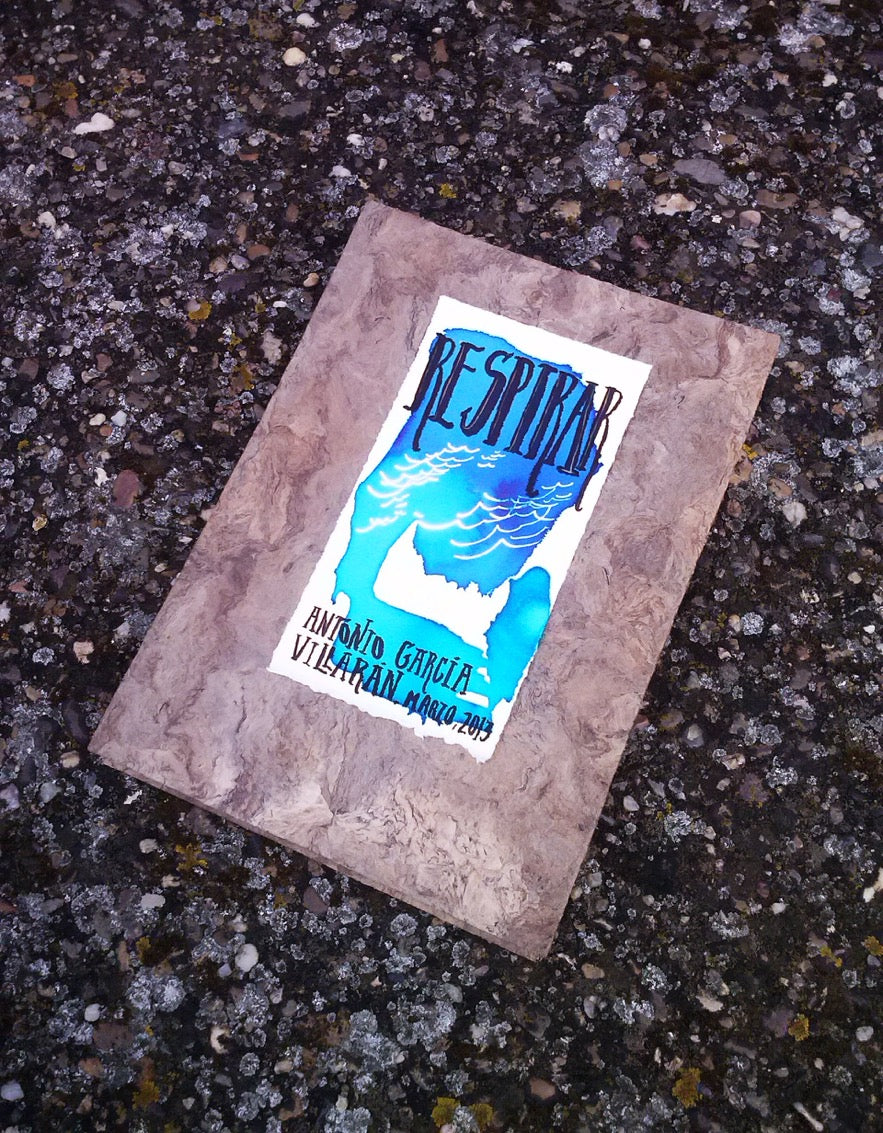 RESPIRAR
ANTONIO GARCÍA
VILLARÁN. MARZO, 2013